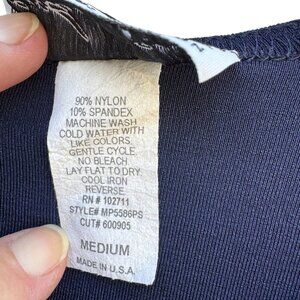 90% NYLON
10% SPANDEX
MACHINE WASH
COLD WATER WITH
LIKE COLORS.
GENTLE CYCLE.
NO BLEACH.
LAY FLAT TO DRY.
COOL IRON
REVERSE.
RN # 102711
STYLE# MP5586PS
CUT# 600905
MEDIUM
MADE IN U.S.A.